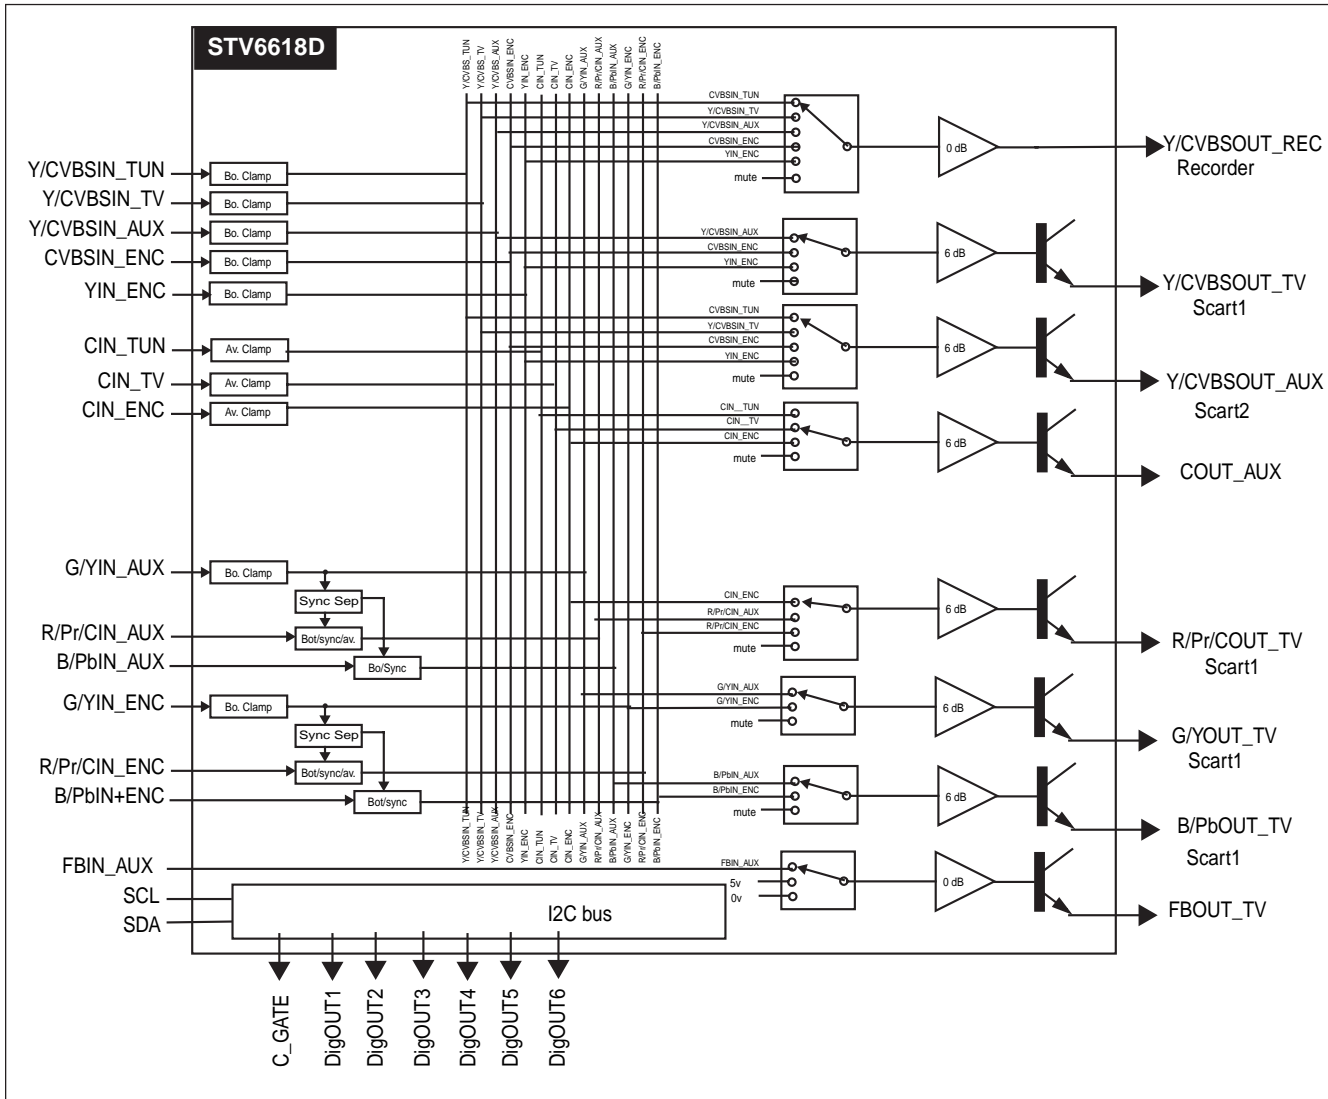 STV6618D
Y/CVBS_TUN
Y/CVBS_TV
Y/CVBS_AUX
CVBSIN_ENC
YIN_ENC
CIN_TUN
CIN_TV
CIN_ENC
G/YIN_AUX
R/Pr/CIN_AUX
B/PbIN_AUX
G/YIN_ENC
R/Pr/CIN_ENC
B/PbIN_ENC
Y/CVBSIN_TUN
Bo. Clamp
Y/CVBSIN_TV
Bo. Clamp
Y/CVBSIN_AUX
Bo. Clamp
CVBSIN_ENC
Bo. Clamp
YIN_ENC
Bo. Clamp
CIN_TUN
Av. Clamp
CIN_TV
Av. Clamp
CIN_ENC
Av. Clamp
G/YIN_AUX
Bo. Clamp
Sync Sep
R/Pr/CIN_AUX
Bot/sync/av.
B/PbIN_AUX
Bo/Sync
G/YIN_ENC
Bo. Clamp
Sync Sep
R/Pr/CIN_ENC
Bot/sync/av.
B/PbIN+ENC
Bot/sync
FBIN_AUX
SCL
SDA
I2C bus
CVBSIN_TUN
Y/CVBSIN_TV
Y/CVBSIN_AUX
CVBSIN_ENC
YIN_ENC
mute
0 dB
Y/CVBSOUT_REC
Recorder
Y/CVBSIN_AUX
CVBSIN_ENC
YIN_ENC
mute
6 dB
Y/CVBSOUT_TV
Scart1
CVBSIN_TUN
Y/CVBSIN_TV
CVBSIN_ENC
YIN_ENC
mute
6 dB
Y/CVBSOUT_AUX
Scart2
CIN__TUN
CIN__TV
CIN_ENC
mute
6 dB
COUT_AUX
CIN_ENC
R/Pr/CIN_AUX
R/Pr/CIN_ENC
mute
6 dB
R/Pr/COUT_TV
Scart1
G/YIN_AUX
G/YIN_ENC
mute
6 dB
G/YOUT_TV
Scart1
B/PbIN_AUX
B/PbIN_ENC
mute
6 dB
B/PbOUT_TV
Scart1
FBIN_AUX
5v
0v
0 dB
FBOUT_TV
Y/CVBSIN_TUN
Y/CVBSIN_TV
Y/CVBSIN_AUX
CVBSIN_ENC
YIN_ENC
CIN_TUN
CIN_TV
CIN_ENC
G/YIN_AUX
R/Pr/CIN_AUX
B/PbIN_AUX
G/YIN_ENC
R/Pr/CIN_ENC
B/PbIN_ENC
C_GATE
DigOUT1
DigOUT2
DigOUT3
DigOUT4
DigOUT5
DigOUT6